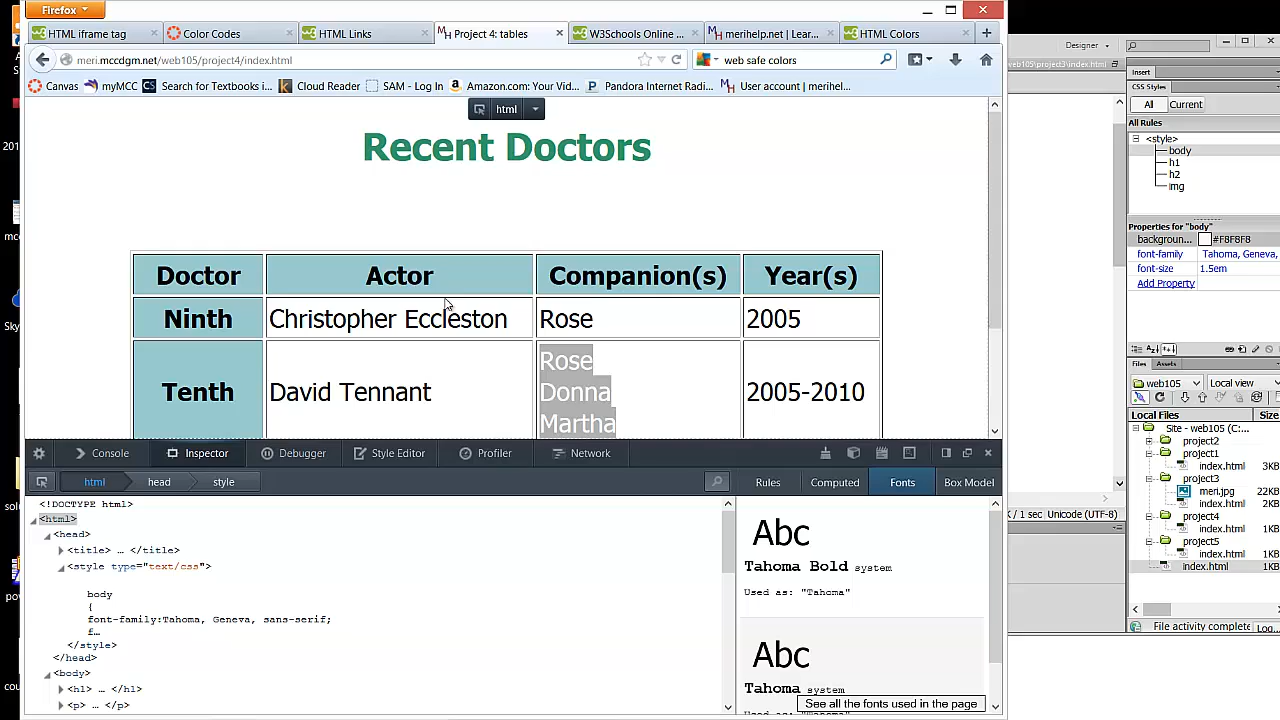 Firefox
HTML iframe tag
Color Codes
HTML Links
Project 4: tables
W3Schools Online ...
merihelp.net | Lear...
HTML Colors
meri.mccdgm.net/web105/project4/index.html
web safe colors
Canvas
myMCC
Search for Textbooks i...
Cloud Reader
SAM - Log In
Amazon.com: Your Vid...
Pandora Internet Radi...
User account | merihel...
html
Recent Doctors
Doctor Actor Companion(s) Year(s)
Ninth Christopher Eccleston Rose 2005
Tenth David Tennant
Rose
Donna
Martha
2005-2010
Console Inspector Debugger Style Editor Profiler Network
html head style
Rules Computed Fonts Box Model
<!DOCTYPE html>
<html>
<head>
<title> … </title>
<style type="text/css">
body
{
font-family:Tahoma, Geneva, sans-serif;
f…
</style>
</head>
<body>
<h1> … </h1>
<p> … </p>
Abc
Tahoma Bold system
Used as: "Tahoma"
Abc
Tahoma system
See all the fonts used in the page
Designer
web105\project3\index.html
Insert
CSS Styles
All Current
All Rules
<style>
body
h1
h2
img
Properties for "body"
backgroun... #F8F8F8
font-family Tahoma, Geneva,
font-size 1.5em
Add Property
Files Assets
web105 Local view
Local Files Size
Site - web105 (C:...
project2
project1
index.html 3KB
project3
meri.jpg 22KB
index.html 2KB
project4
index.html 1KB
project5
index.html 1KB
index.html 1KB
K / 1 sec Unicode (UTF-8)
File activity complete Log...